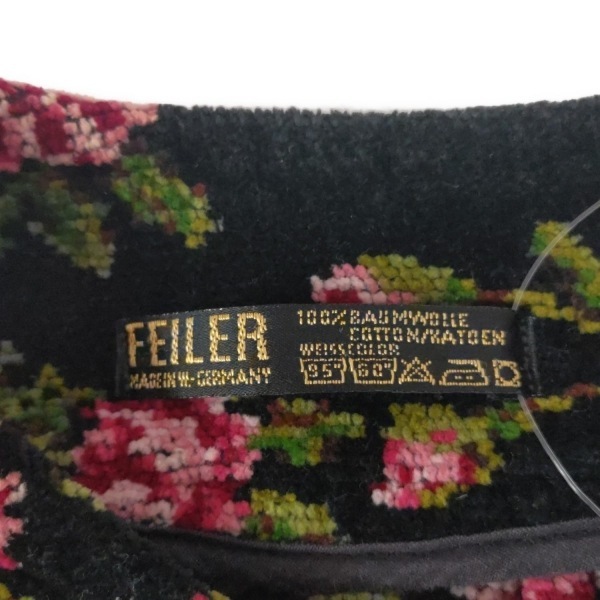 FEILER
MADE IN W.-GERMANY
100% BAUMWOLLE
COTTON/KATOEN
WEISS COLOR
95° 60°